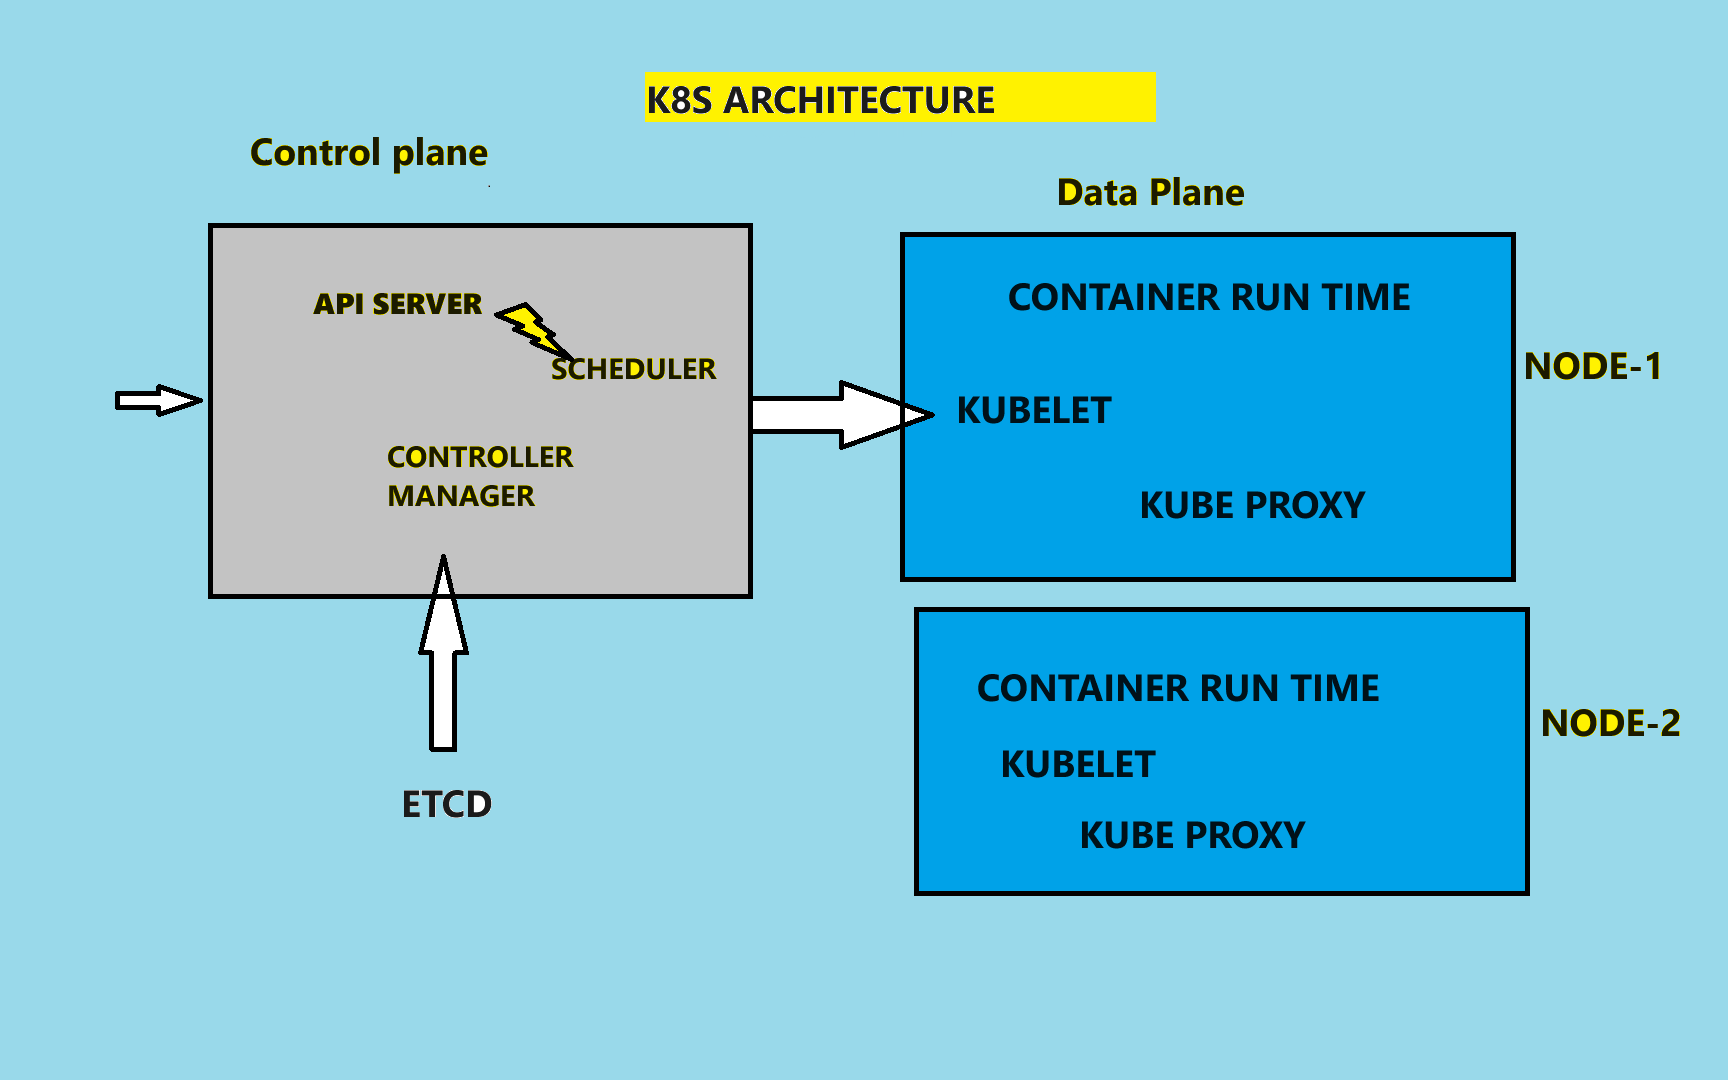 K8S ARCHITECTURE
Control plane
Data Plane
API SERVER
SCHEDULER
CONTROLLER
MANAGER
ETCD
CONTAINER RUN TIME
KUBELET
KUBE PROXY
NODE-1
CONTAINER RUN TIME
KUBELET
KUBE PROXY
NODE-2